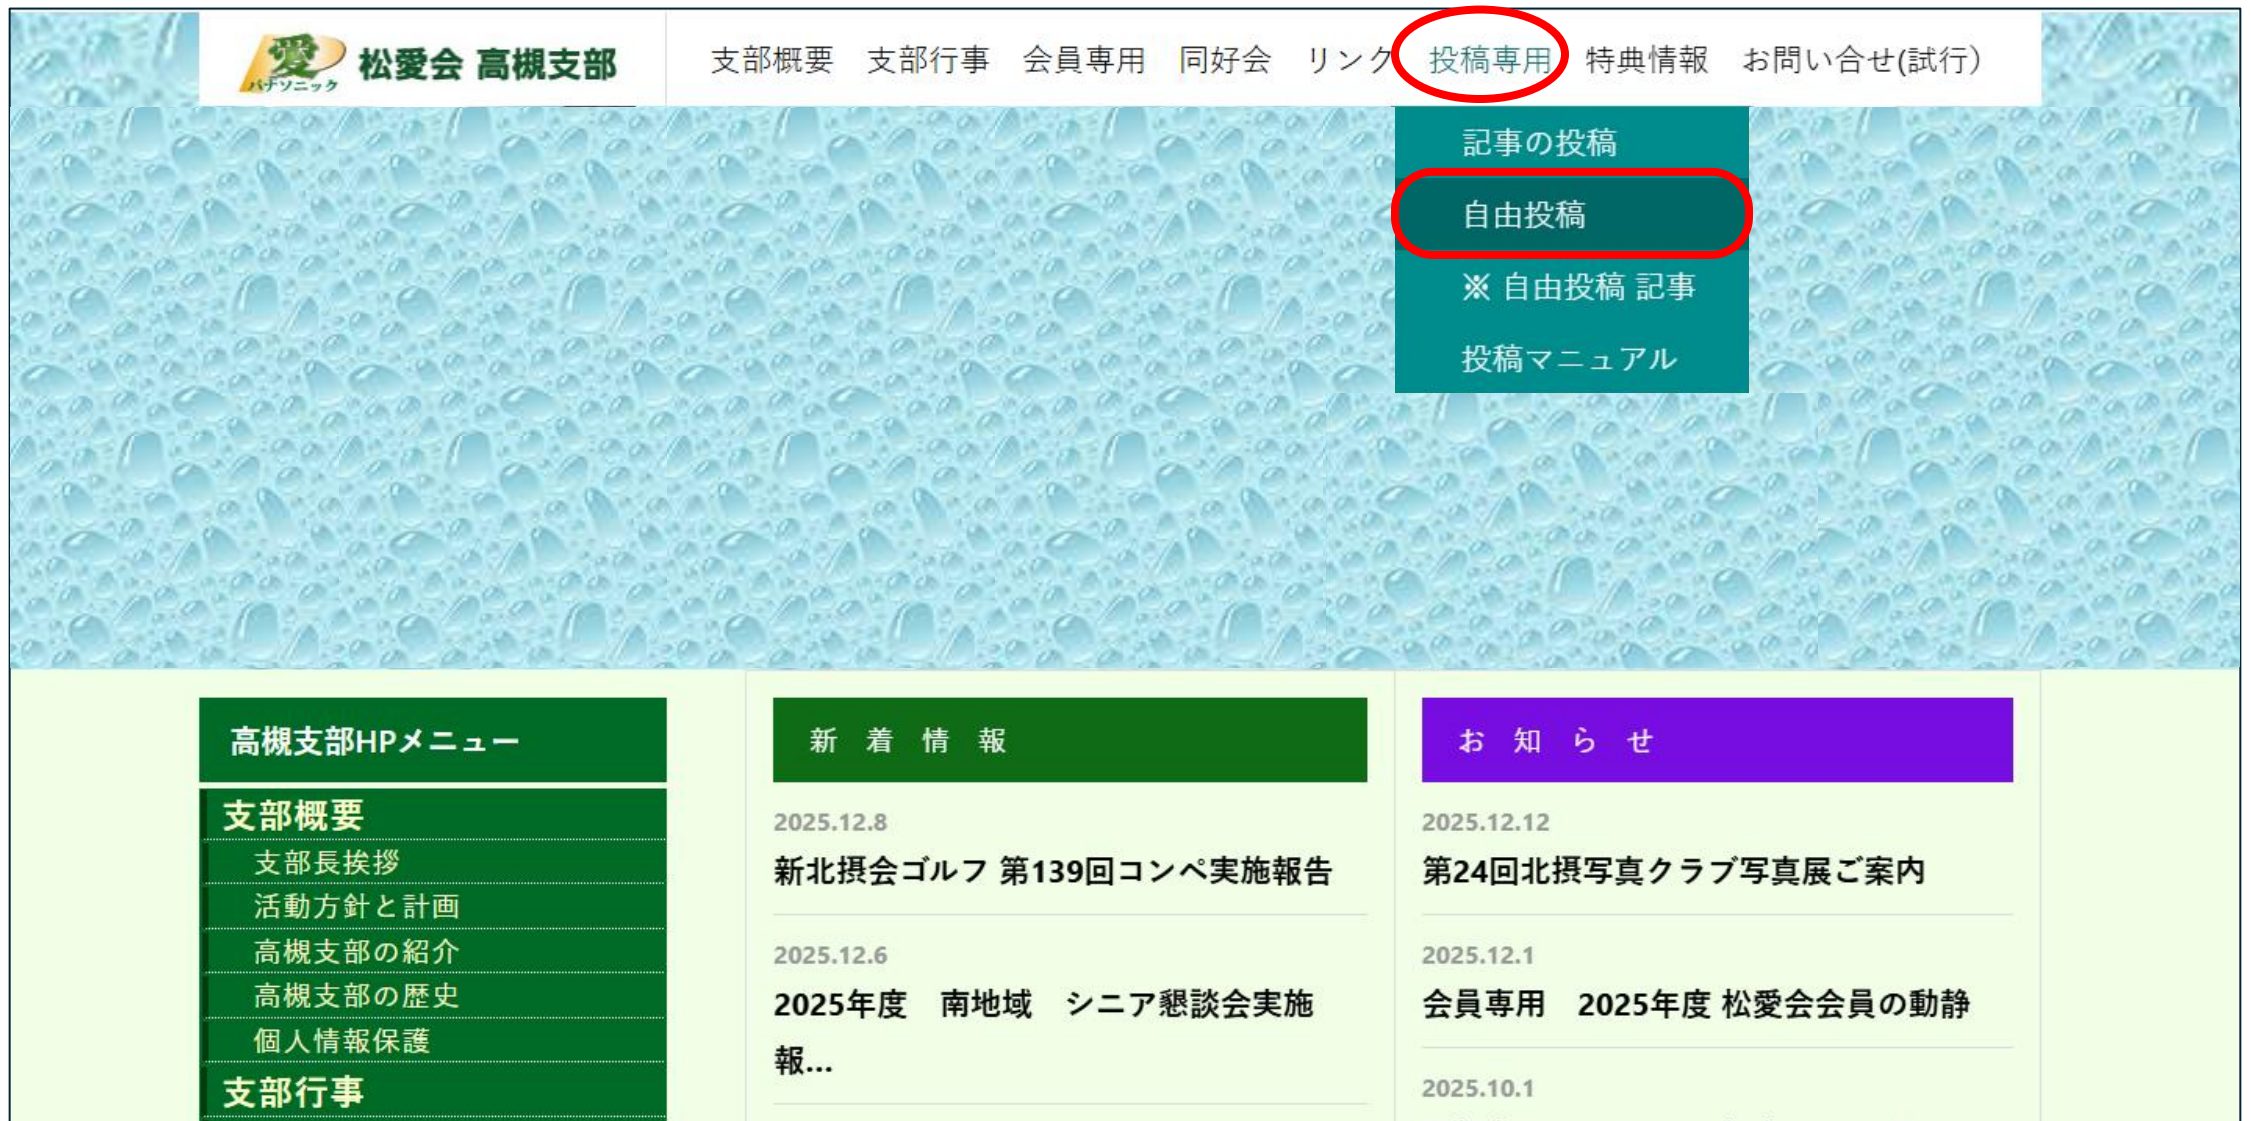 愛
パナソニック
松愛会 高槻支部
支部概要 支部行事 会員専用 同好会 リンク 投稿専用 特典情報 お問い合せ(試行)
記事の投稿
自由投稿
※ 自由投稿 記事
投稿マニュアル
高槻支部HPメニュー
支部概要
支部長挨拶
活動方針と計画
高槻支部の紹介
高槻支部の歴史
個人情報保護
支部行事
新 着 情 報
2025.12.8
新北摂会ゴルフ 第139回コンペ実施報告
2025.12.6
2025年度　南地域　シニア懇談会実施
報...
お 知 ら せ
2025.12.12
第24回北摂写真クラブ写真展ご案内
2025.12.1
会員専用　2025年度 松愛会会員の動静
2025.10.1